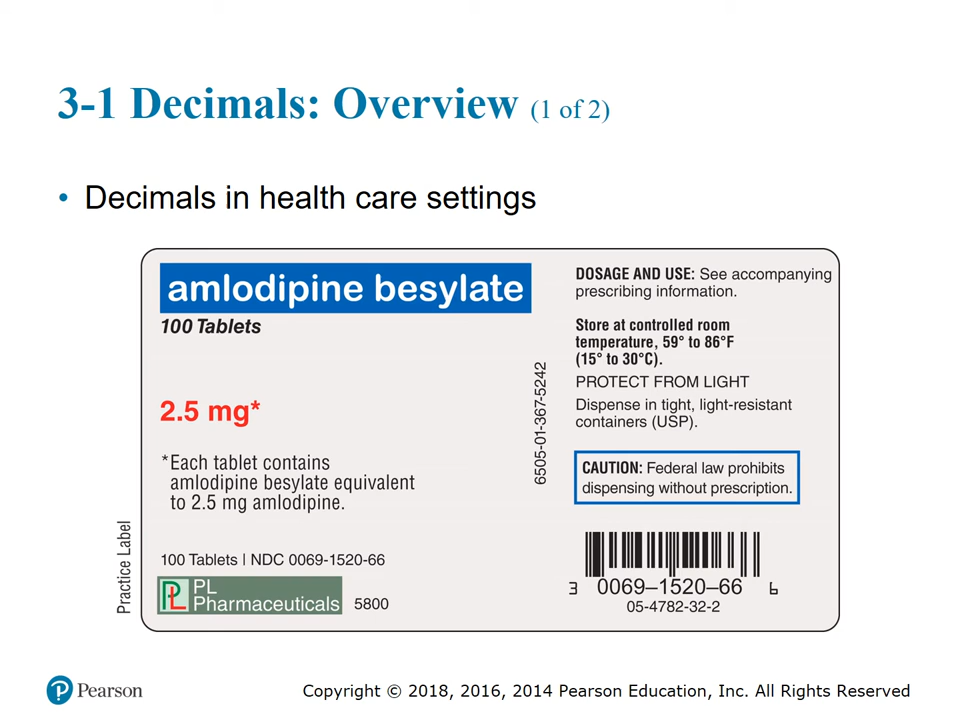 3-1 Decimals: Overview (1 of 2)
• Decimals in health care settings
amlodipine besylate
100 Tablets
2.5 mg*
*Each tablet contains
amlodipine besylate equivalent
to 2.5 mg amlodipine.
100 Tablets | NDC 0069-1520-66
PL
PL
Pharmaceuticals
5800
Practice Label
6505-01-367-5242
DOSAGE AND USE: See accompanying
prescribing information.
Store at controlled room
temperature, 59° to 86°F
(15° to 30°C).
PROTECT FROM LIGHT
Dispense in tight, light-resistant
containers (USP).
CAUTION: Federal law prohibits
dispensing without prescription.
3 0069–1520–66 6
05-4782-32-2
P Pearson
Copyright © 2018, 2016, 2014 Pearson Education, Inc. All Rights Reserved